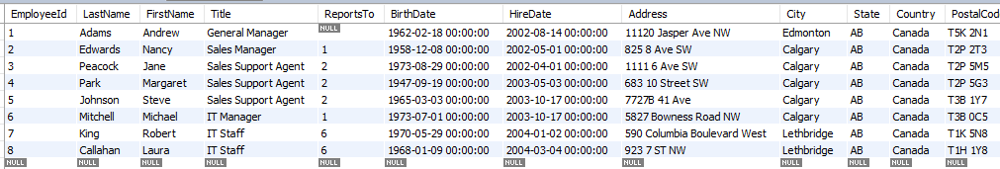 EmployeeId LastName FirstName Title ReportsTo BirthDate HireDate Address City State Country PostalCod
1 Adams Andrew General Manager NULL 1962-02-18 00:00:00 2002-08-14 00:00:00 11120 Jasper Ave NW Edmonton AB Canada T5K 2N1
2 Edwards Nancy Sales Manager 1 1958-12-08 00:00:00 2002-05-01 00:00:00 825 8 Ave SW Calgary AB Canada T2P 2T3
3 Peacock Jane Sales Support Agent 2 1973-08-29 00:00:00 2002-04-01 00:00:00 1111 6 Ave SW Calgary AB Canada T2P 5M5
4 Park Margaret Sales Support Agent 2 1947-09-19 00:00:00 2003-05-03 00:00:00 683 10 Street SW Calgary AB Canada T2P 5G3
5 Johnson Steve Sales Support Agent 2 1965-03-03 00:00:00 2003-10-17 00:00:00 7727B 41 Ave Calgary AB Canada T3B 1Y7
6 Mitchell Michael IT Manager 1 1973-07-01 00:00:00 2003-10-17 00:00:00 5827 Bowness Road NW Calgary AB Canada T3B 0C5
7 King Robert IT Staff 6 1970-05-29 00:00:00 2004-01-02 00:00:00 590 Columbia Boulevard West Lethbridge AB Canada T1K 5N8
8 Callahan Laura IT Staff 6 1968-01-09 00:00:00 2004-03-04 00:00:00 923 7 ST NW Lethbridge AB Canada T1H 1Y8
NULL NULL NULL NULL NULL NULL NULL NULL NULL NULL NULL NULL